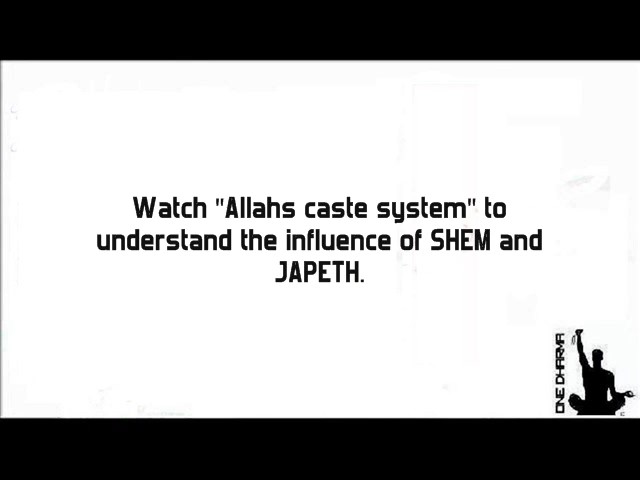 Watch "Allahs caste system" to
understand the influence of SHEM and
JAPETH.
ONE DHARMA